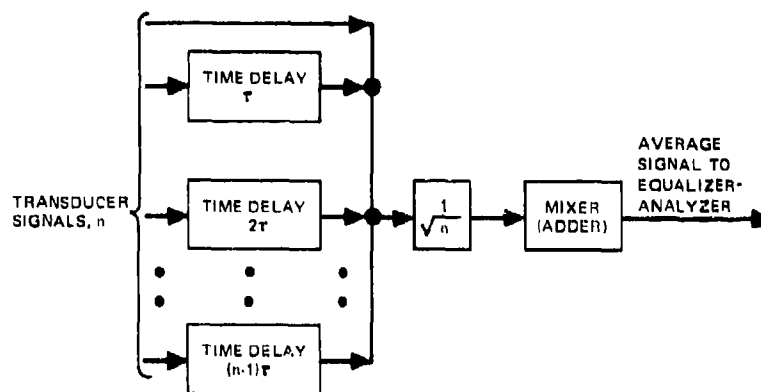 TIME DELAY
τ
TRANSDUCER
SIGNALS, n
TIME DELAY
2τ
TIME DELAY
(n-1)τ
1
√n
MIXER
(ADDER)
AVERAGE
SIGNAL TO
EQUALIZER-
ANALYZER